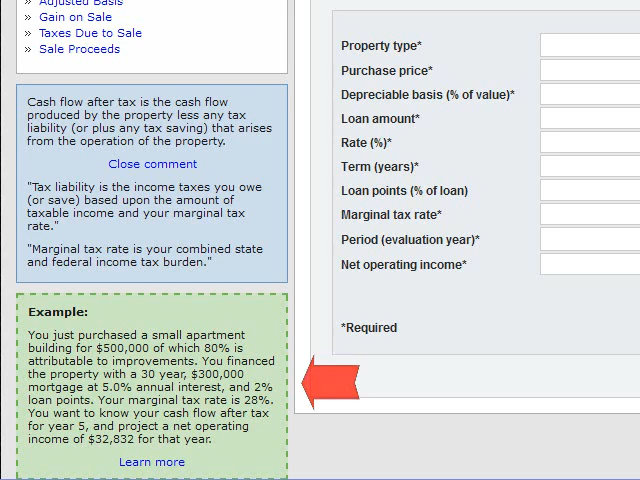 » Adjusted Basis
» Gain on Sale
» Taxes Due to Sale
» Sale Proceeds
Cash flow after tax is the cash flow
produced by the property less any tax
liability (or plus any tax saving) that arises
from the operation of the property.
Close comment
"Tax liability is the income taxes you owe
(or save) based upon the amount of
taxable income and your marginal tax
rate."
"Marginal tax rate is your combined state
and federal income tax burden."
Example:
You just purchased a small apartment
building for $500,000 of which 80% is
attributable to improvements. You financed
the property with a 30 year, $300,000
mortgage at 5.0% annual interest, and 2%
loan points. Your marginal tax rate is 28%.
You want to know your cash flow after tax
for year 5, and project a net operating
income of $32,832 for that year.
Learn more
Property type*
Purchase price*
Depreciable basis (% of value)*
Loan amount*
Rate (%)*
Term (years)*
Loan points (% of loan)
Marginal tax rate*
Period (evaluation year)*
Net operating income*
*Required